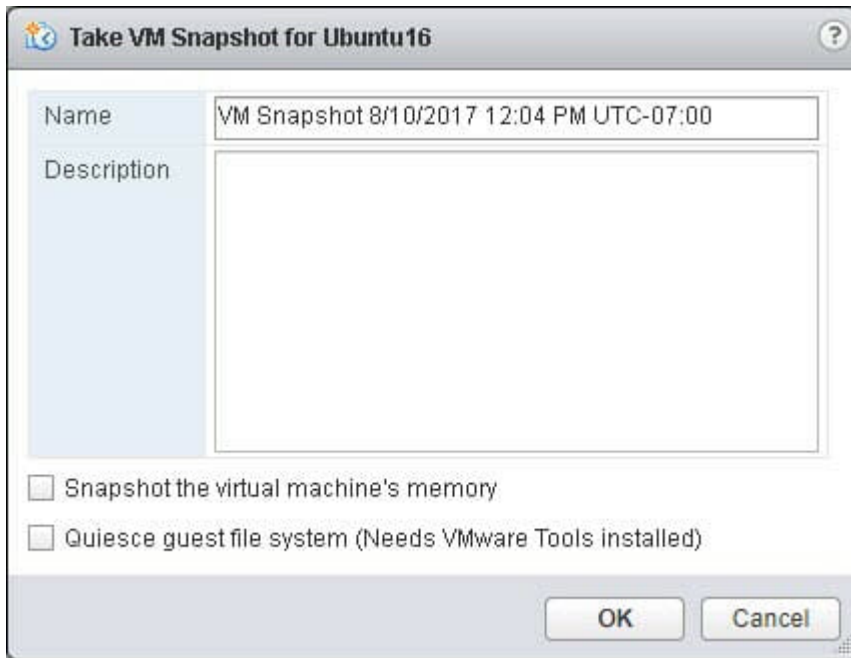 Take VM Snapshot for Ubuntu16
?
Name
VM Snapshot 8/10/2017 12:04 PM UTC-07:00
Description
Snapshot the virtual machine's memory
Quiesce guest file system (Needs VMware Tools installed)
OK
Cancel